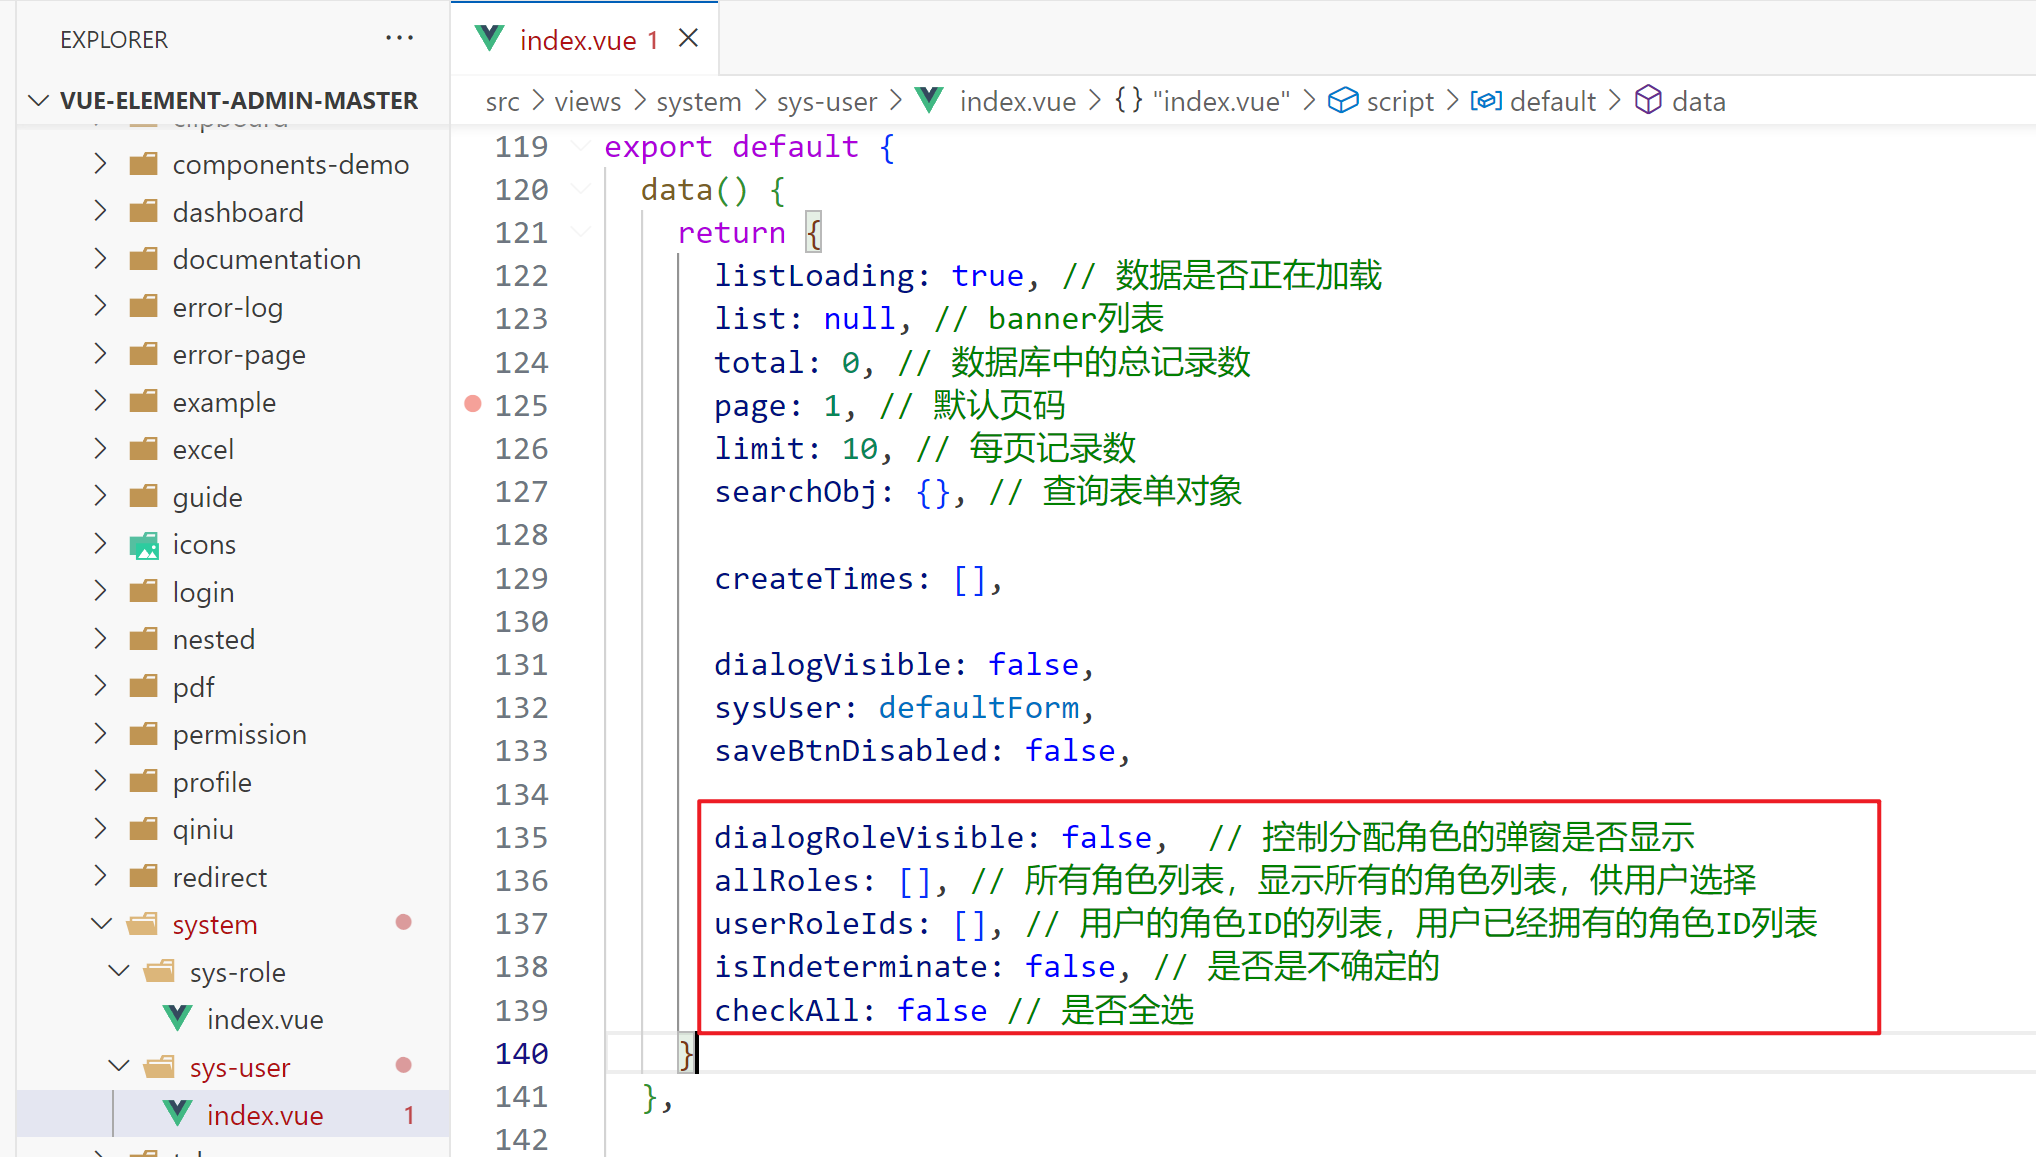 EXPLORER ...
index.vue 1
VUE-ELEMENT-ADMIN-MASTER
src > views > system > sys-user > index.vue > {} "index.vue" > script > default > data
clipboard
components-demo
dashboard
documentation
error-log
error-page
example
excel
guide
icons
login
nested
pdf
permission
profile
qiniu
redirect
system
sys-role
index.vue
sys-user
index.vue 1
119 export default {
120 data() {
121 return {
122 listLoading: true, // 数据是否正在加载
123 list: null, // banner列表
124 total: 0, // 数据库中的总记录数
125 page: 1, // 默认页码
126 limit: 10, // 每页记录数
127 searchObj: {}, // 查询表单对象
128
129 createTimes: [],
130
131 dialogVisible: false,
132 sysUser: defaultForm,
133 saveBtnDisabled: false,
134
135 dialogRoleVisible: false, // 控制分配角色的弹窗是否显示
136 allRoles: [], // 所有角色列表，显示所有的角色列表，供用户选择
137 userRoleIds: [], // 用户的角色ID的列表，用户已经拥有的角色ID列表
138 isIndeterminate: false, // 是否是不确定的
139 checkAll: false // 是否全选
140 }
141 },
142